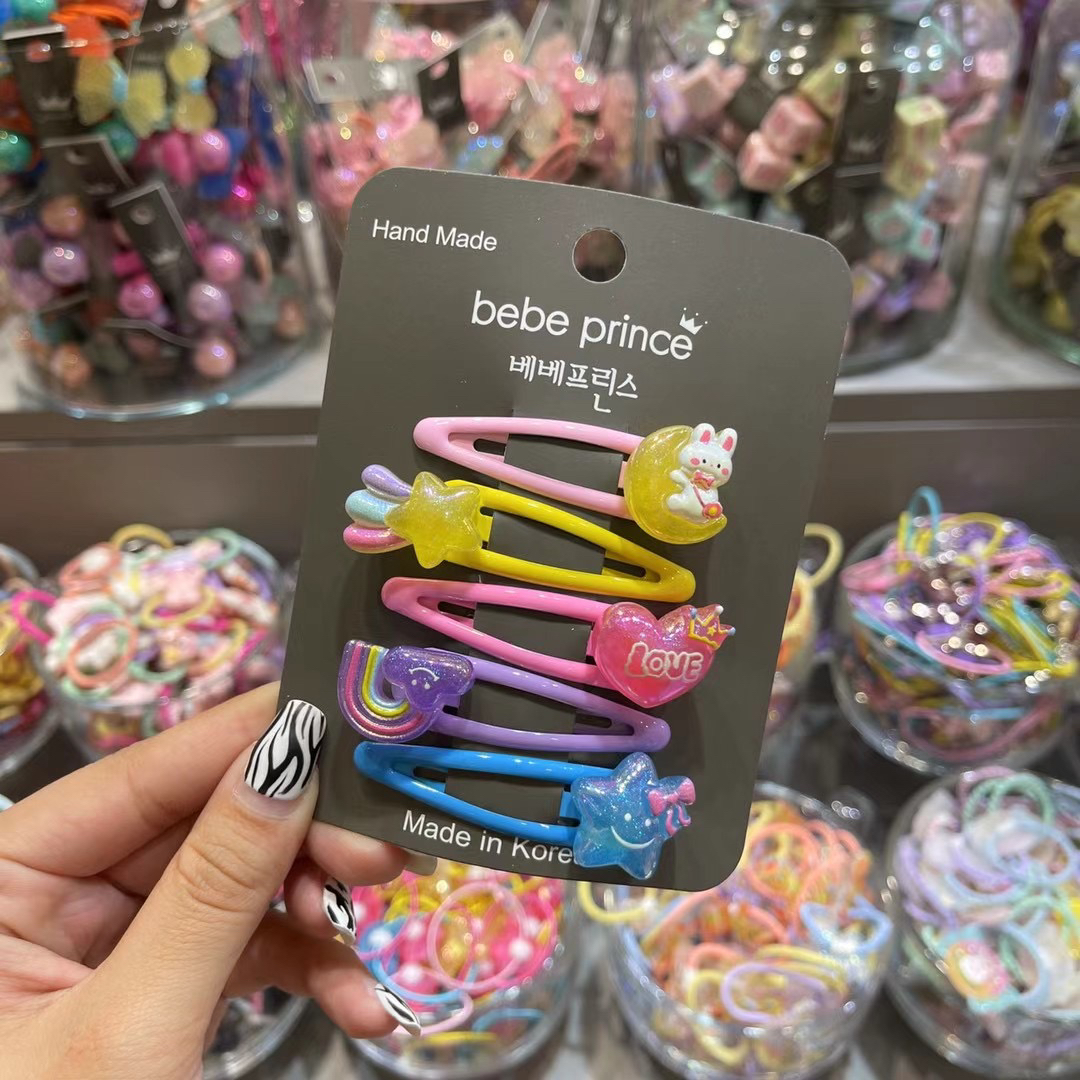 Hand Made
bebe prince
베베프린스
LOVE
Made in Kore